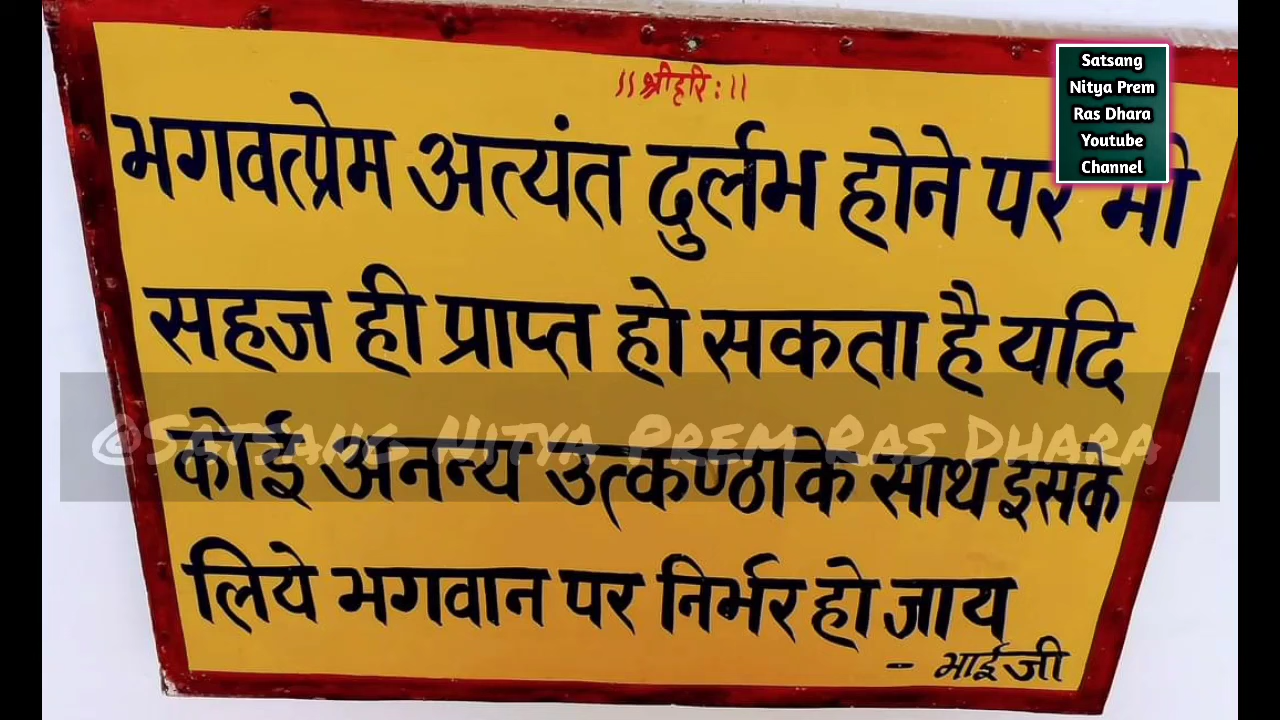 ॥श्रीहरि:॥
भगवत्प्रेम अत्यंत दुर्लभ होने पर भी
सहज ही प्राप्त हो सकता है यदि
कोई अनन्य उत्कण्ठा के साथ इसके
लिये भगवान पर निर्भर हो जाय
- भाईजी
Satsang
Nitya Prem
Ras Dhara
Youtube
Channel
@Satsang Nitya Prem Ras Dhara